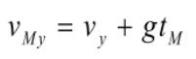 v_{My} = v_y + gt_M